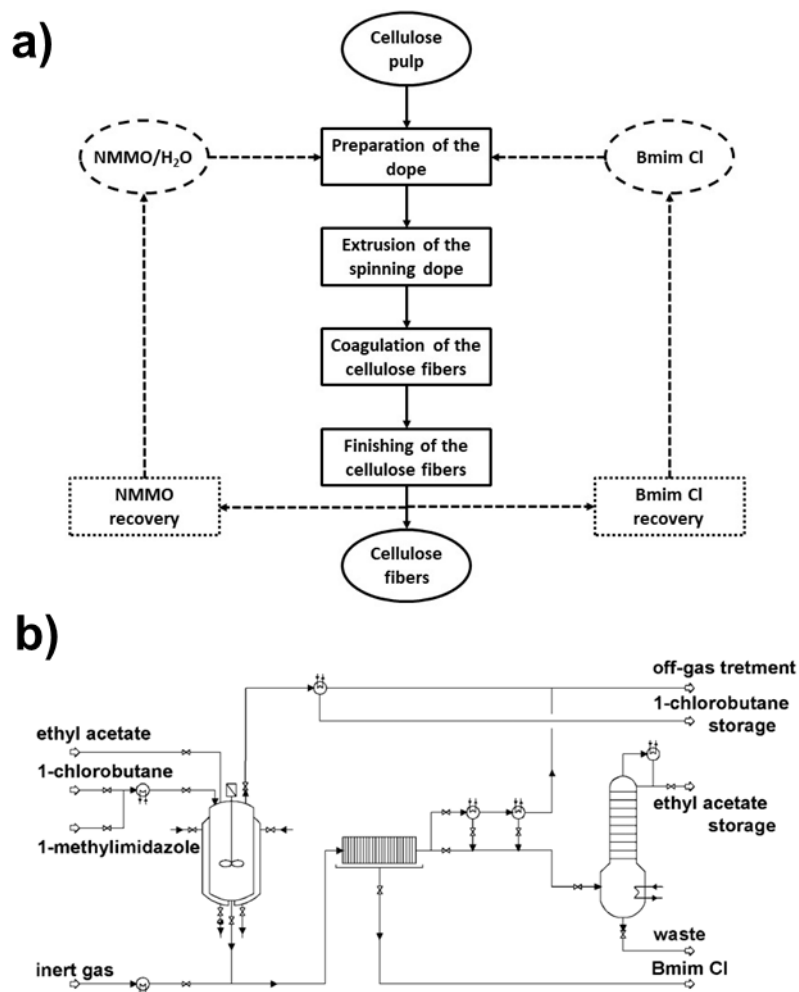 a)
Cellulose
pulp
NMMO/H₂O
Preparation of the
dope
Bmim Cl
Extrusion of the
spinning dope
Coagulation of the
cellulose fibers
Finishing of the
cellulose fibers
NMMO
recovery
Bmim Cl
recovery
Cellulose
fibers
b)
off-gas tretment
1-chlorobutane
storage
ethyl acetate
1-chlorobutane
1-methylimidazole
ethyl acetate
storage
waste
Bmim Cl
inert gas